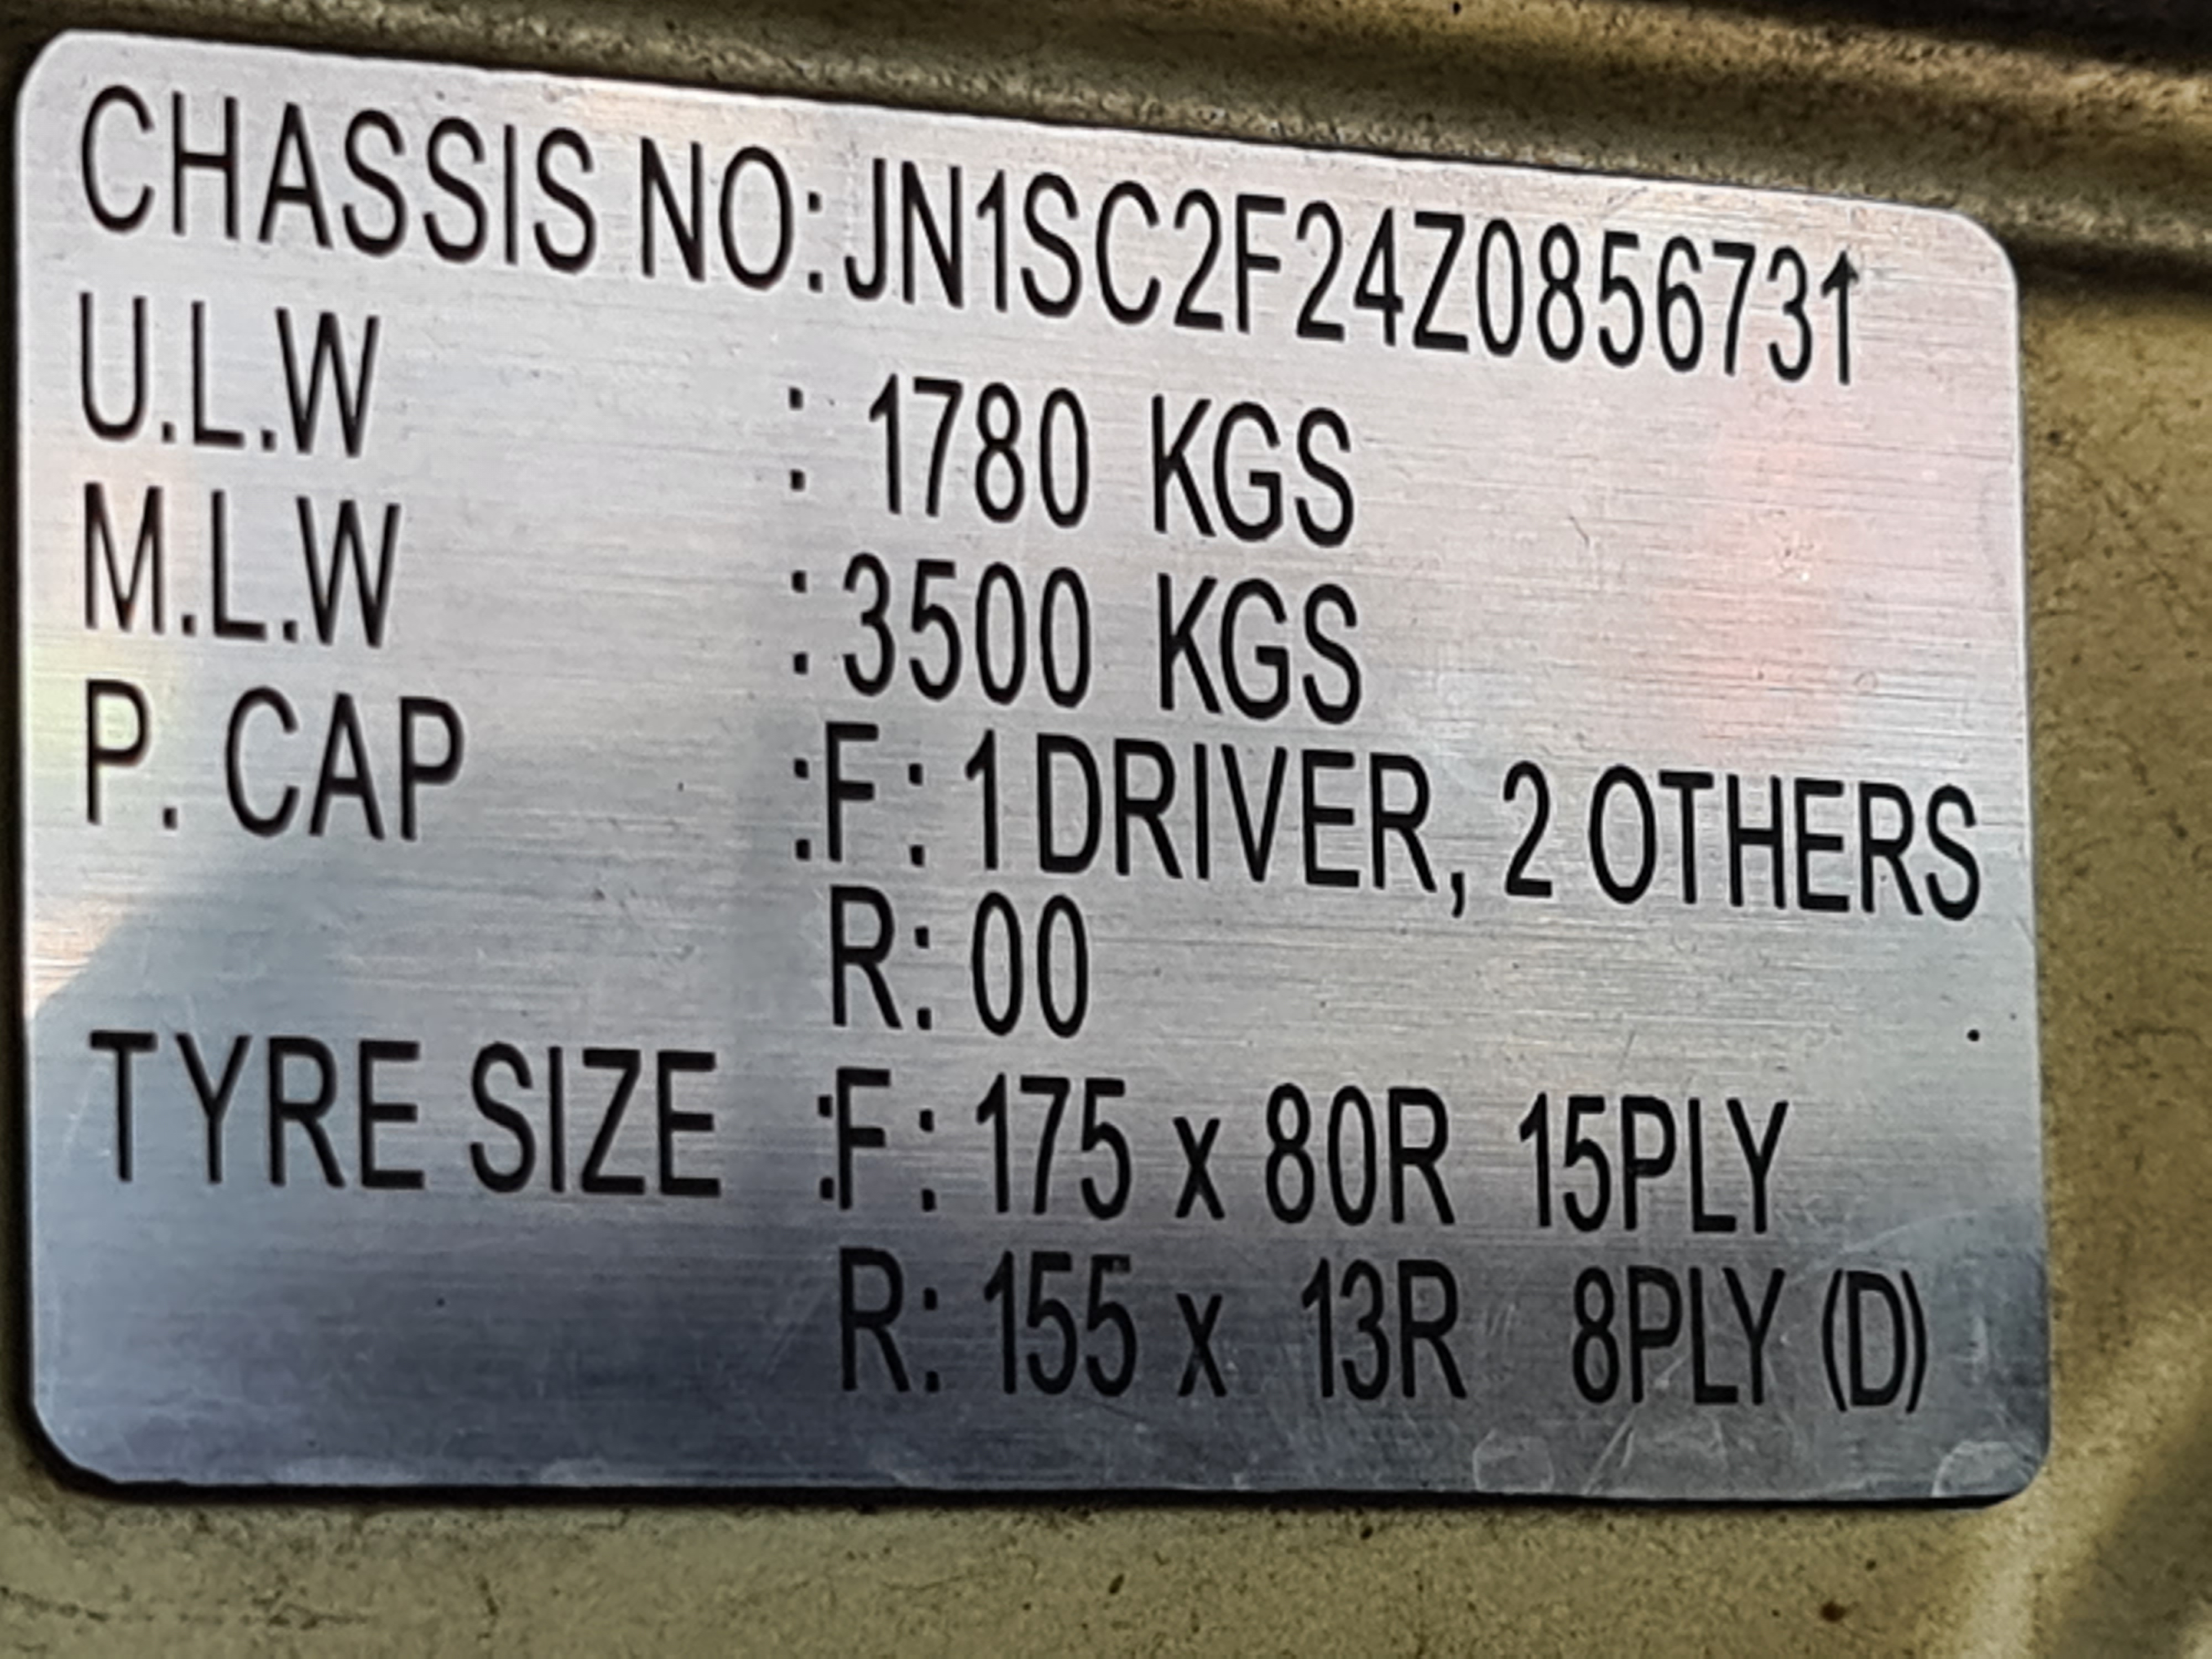 CHASSIS NO: JN1SC2F24Z0856731
U.L.W : 1780 KGS
M.L.W : 3500 KGS
P. CAP :F: 1 DRIVER, 2 OTHERS
R: 00
TYRE SIZE :F: 175 x 80R 15PLY
R: 155 x 13R 8PLY (D)